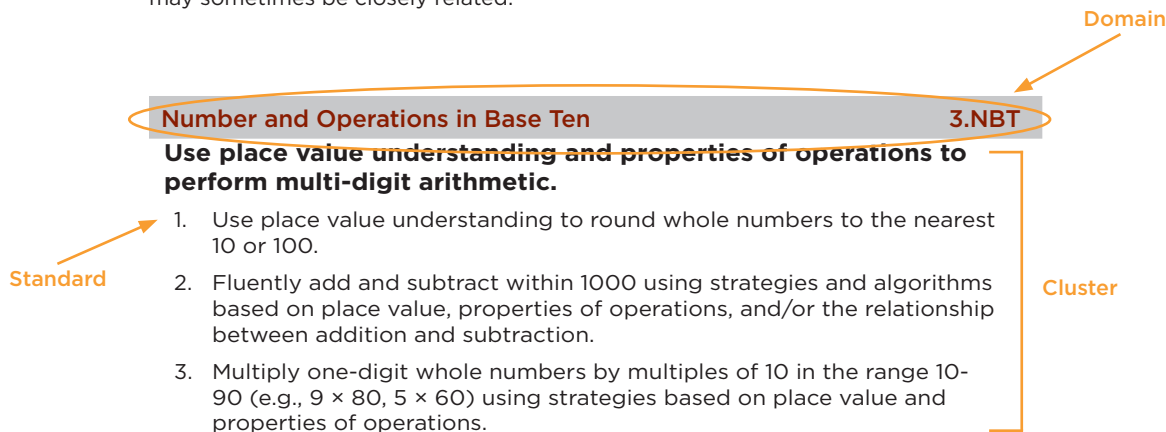 may sometimes be closely related.
Domain
Number and Operations in Base Ten 3.NBT
Use place value understanding and properties of operations to
perform multi-digit arithmetic.
1. Use place value understanding to round whole numbers to the nearest
10 or 100.
Standard
2. Fluently add and subtract within 1000 using strategies and algorithms
based on place value, properties of operations, and/or the relationship
between addition and subtraction.
Cluster
3. Multiply one-digit whole numbers by multiples of 10 in the range 10-
90 (e.g., 9 × 80, 5 × 60) using strategies based on place value and
properties of operations.